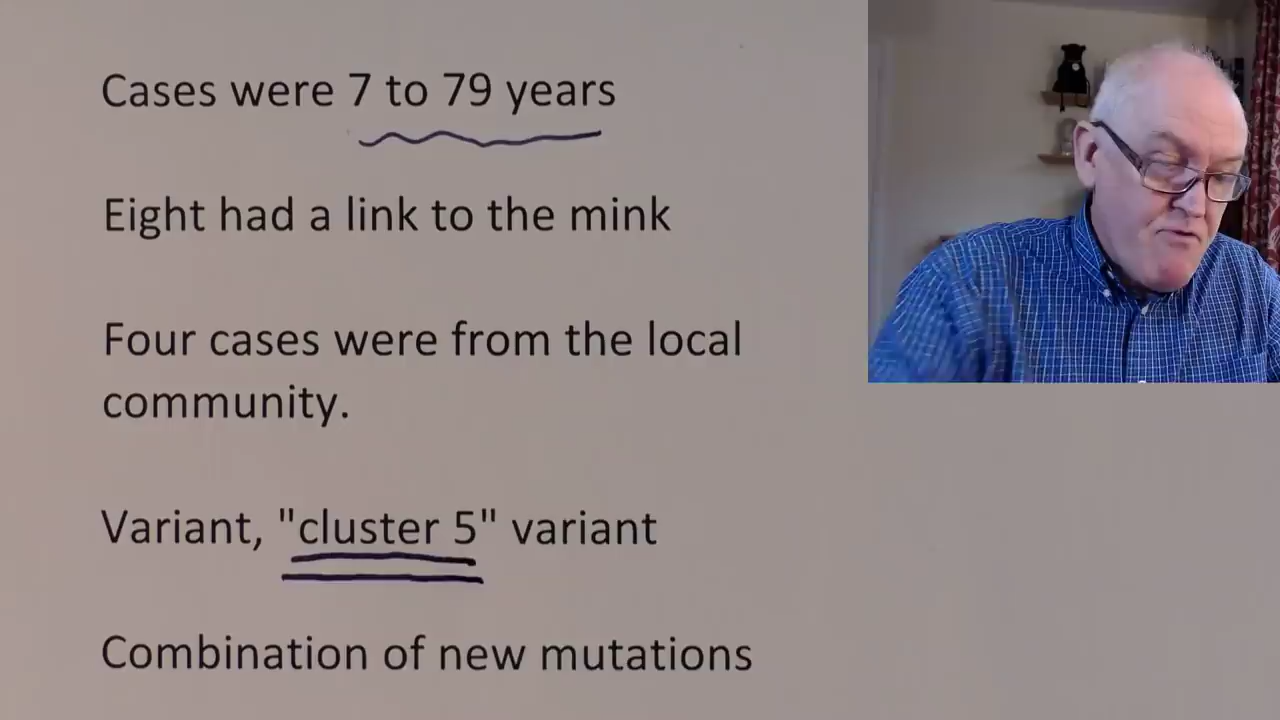 Cases were 7 to 79 years
Eight had a link to the mink
Four cases were from the local
community.
Variant, "cluster 5" variant
Combination of new mutations